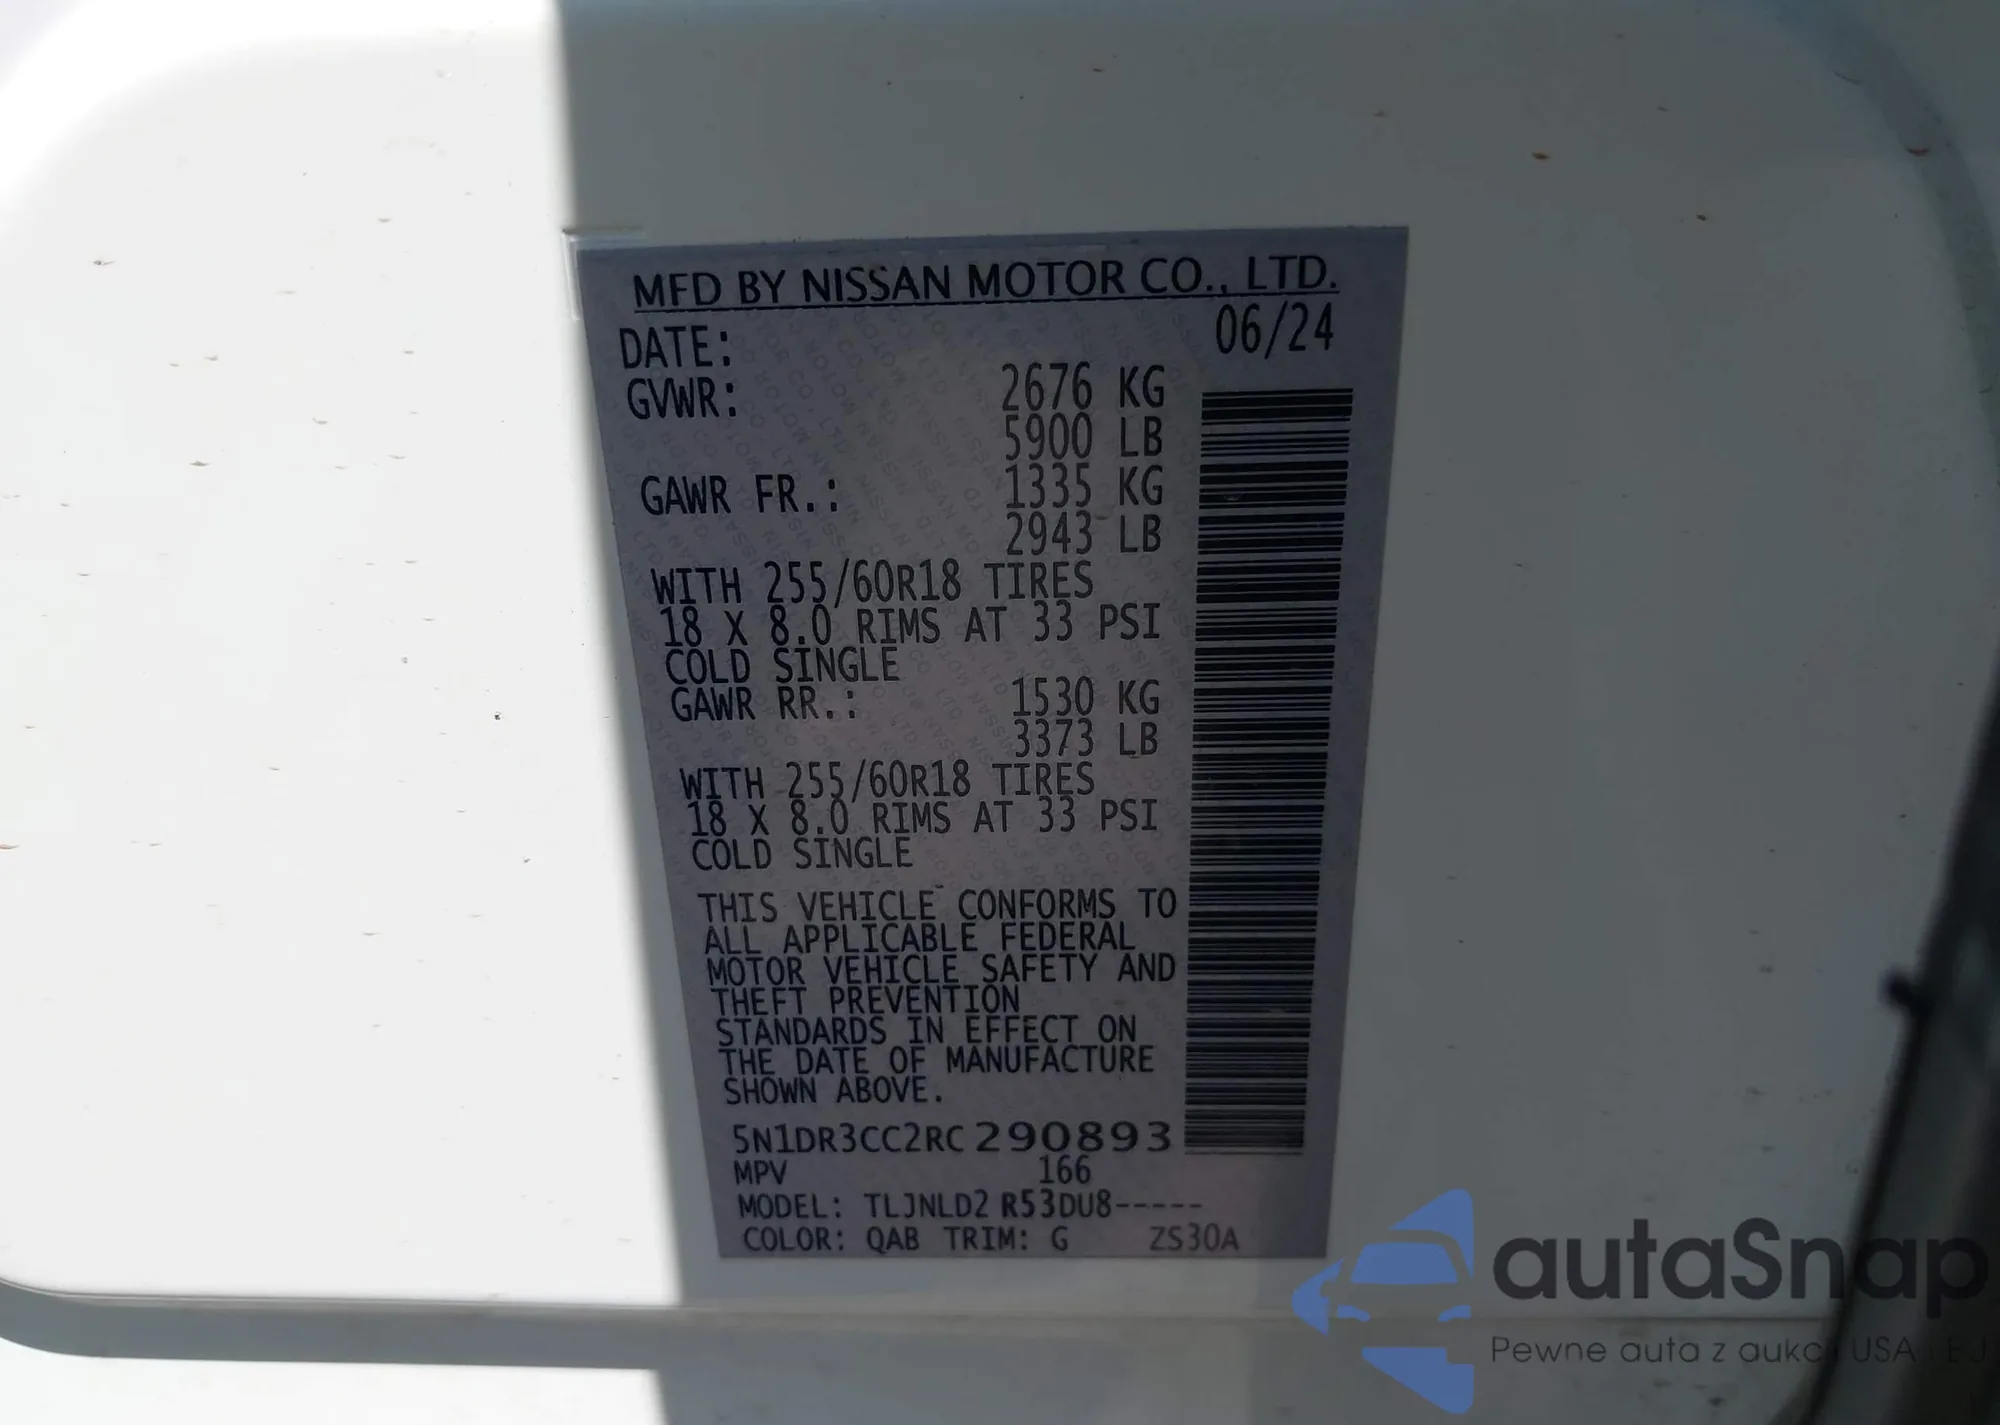 MFD BY NISSAN MOTOR CO., LTD.
DATE: 06/24
GVWR: 2676 KG
5900 LB
GAWR FR.: 1335 KG
2943 LB
WITH 255/60R18 TIRES
18 X 8.0 RIMS AT 33 PSI
COLD SINGLE
GAWR RR.: 1530 KG
3373 LB
WITH 255/60R18 TIRES
18 X 8.0 RIMS AT 33 PSI
COLD SINGLE
THIS VEHICLE CONFORMS TO
ALL APPLICABLE FEDERAL
MOTOR VEHICLE SAFETY AND
THEFT PREVENTION
STANDARDS IN EFFECT ON
THE DATE OF MANUFACTURE
SHOWN ABOVE.
5N1DR3CC2RC290893
MPV 166
MODEL: TLJNLD2 R53DU8-----
COLOR: QAB TRIM: G ZS30A
autaSnap
Pewne auta z aukcji USA i EU